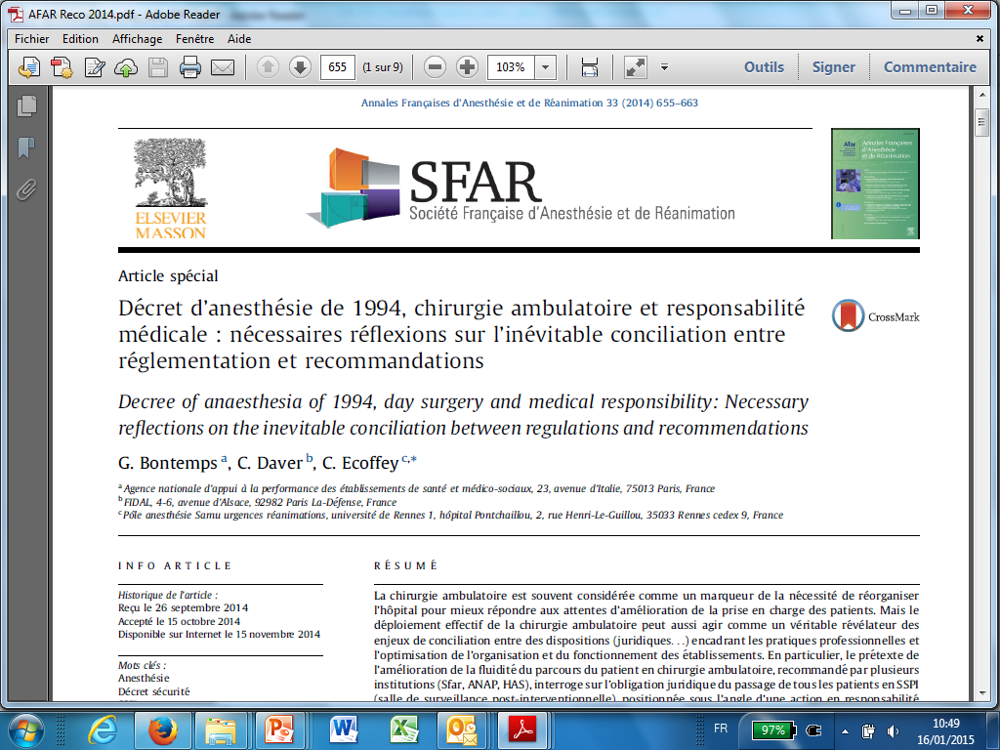 AFAR Reco 2014.pdf - Adobe Reader
Fichier Edition Affichage Fenêtre Aide
655 (1 sur 9) 103% Outils Signer Commentaire
Annales Françaises d'Anesthésie et de Réanimation 33 (2014) 655–663
ELSEVIER
MASSON
SFAR
Société Française d'Anesthésie et de Réanimation
Afar
Annales Françaises
d'Anesthésie
et de Réanimation
Article spécial
Décret d'anesthésie de 1994, chirurgie ambulatoire et responsabilité
médicale : nécessaires réflexions sur l'inévitable conciliation entre
réglementation et recommandations
CrossMark
Decree of anaesthesia of 1994, day surgery and medical responsibility: Necessary
reflections on the inevitable conciliation between regulations and recommendations
G. Bontemps a, C. Daver b, C. Ecoffey c,*
a Agence nationale d'appui à la performance des établissements de santé et médico-sociaux, 23, avenue d'Italie, 75013 Paris, France
b FIDAL, 4-6, avenue d'Alsace, 92982 Paris La-Défense, France
c Pôle anesthésie Samu urgences réanimations, université de Rennes 1, hôpital Pontchaillou, 2, rue Henri-Le-Guillou, 35033 Rennes cedex 9, France
INFO ARTICLE
Historique de l'article :
Reçu le 26 septembre 2014
Accepté le 15 octobre 2014
Disponible sur Internet le 15 novembre 2014
Mots clés :
Anesthésie
Décret sécurité
RÉSUMÉ
La chirurgie ambulatoire est souvent considérée comme un marqueur de la nécessité de réorganiser
l'hôpital pour mieux répondre aux attentes d'amélioration de la prise en charge des patients. Mais le
déploiement effectif de la chirurgie ambulatoire peut aussi agir comme un véritable révélateur des
enjeux de conciliation entre des dispositions (juridiques. . .) encadrant les pratiques professionnelles et
l'optimisation de l'organisation et du fonctionnement des établissements. En particulier, le prétexte de
l'amélioration de la fluidité du parcours du patient en chirurgie ambulatoire, recommandé par plusieurs
institutions (Sfar, ANAP, HAS), interroge sur l'obligation juridique du passage de tous les patients en SSPI
(salle de surveillance post-interventionnelle), positionnée sous l'angle d'une action en responsabilité
FR 97% 10:49
16/01/2015